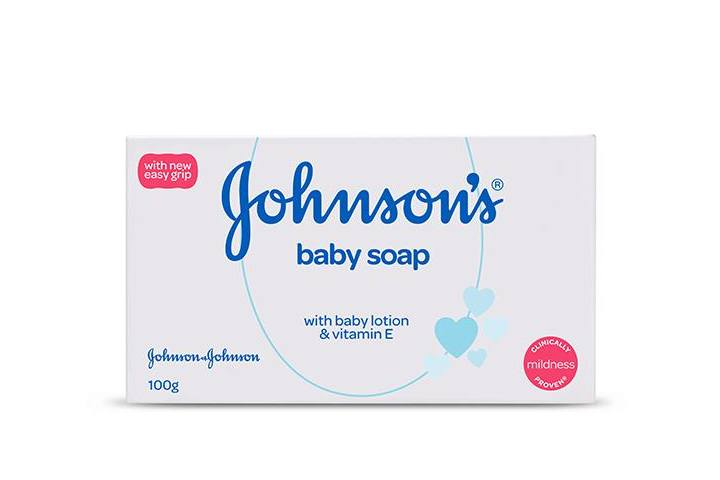 with new
easy grip
Johnson's®
baby soap
with baby lotion
& vitamin E
Johnson & Johnson
100g
CLINICALLY
mildness
PROVEN®